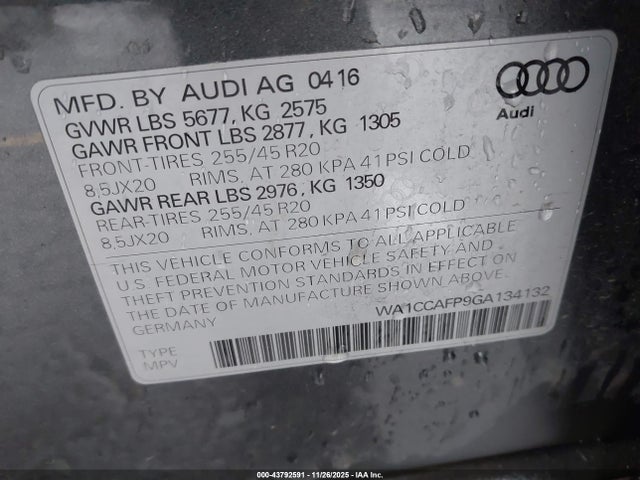 MFD. BY AUDI AG 0416
GVWR LBS 5677, KG 2575
GAWR FRONT LBS 2877, KG 1305
FRONT-TIRES 255/45 R20
8,5JX20 RIMS. AT 280 KPA 41 PSI COLD
GAWR REAR LBS 2976, KG 1350
REAR-TIRES 255/45 R20
8,5JX20 RIMS. AT 280 KPA 41 PSI COLD
Audi
THIS VEHICLE CONFORMS TO ALL APPLICABLE
U.S. FEDERAL MOTOR VEHICLE SAFETY AND
THEFT PREVENTION STANDARDS IN EFFECT ON
THE DATE OF MANUFACTURE SHOWN ABOVE.
GERMANY
WA1CCAFP9GA134132
TYPE
MPV
000-43792591 - 11/26/2025 - IAA Inc.